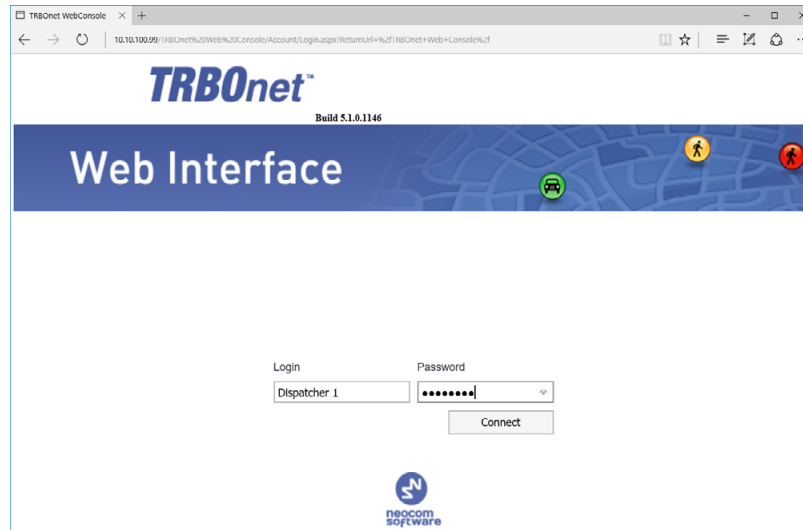 TRBOnet WebConsole
10.10.100.99/TRBOnet%20Web%20Console/Account/Login.aspx?ReturnUrl=%2fTRBOnet+Web+Console%2f
TRBOnet™
Build 5.1.0.1146
Web Interface
Login Password
Dispatcher 1 ●●●●●●●●
Connect
neocom
software